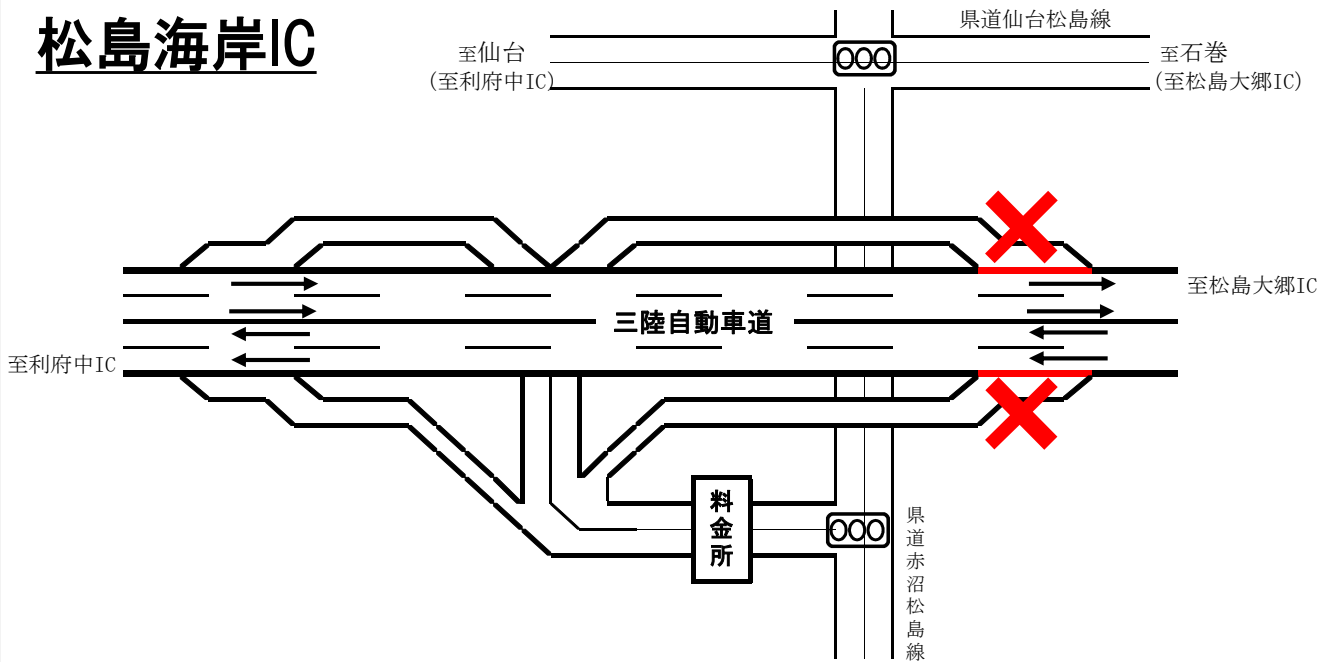 松島海岸IC
県道仙台松島線
至仙台
(至利府中IC)
至石巻
(至松島大郷IC)
至松島大郷IC
三陸自動車道
至利府中IC
料金所
県道赤沼松島線